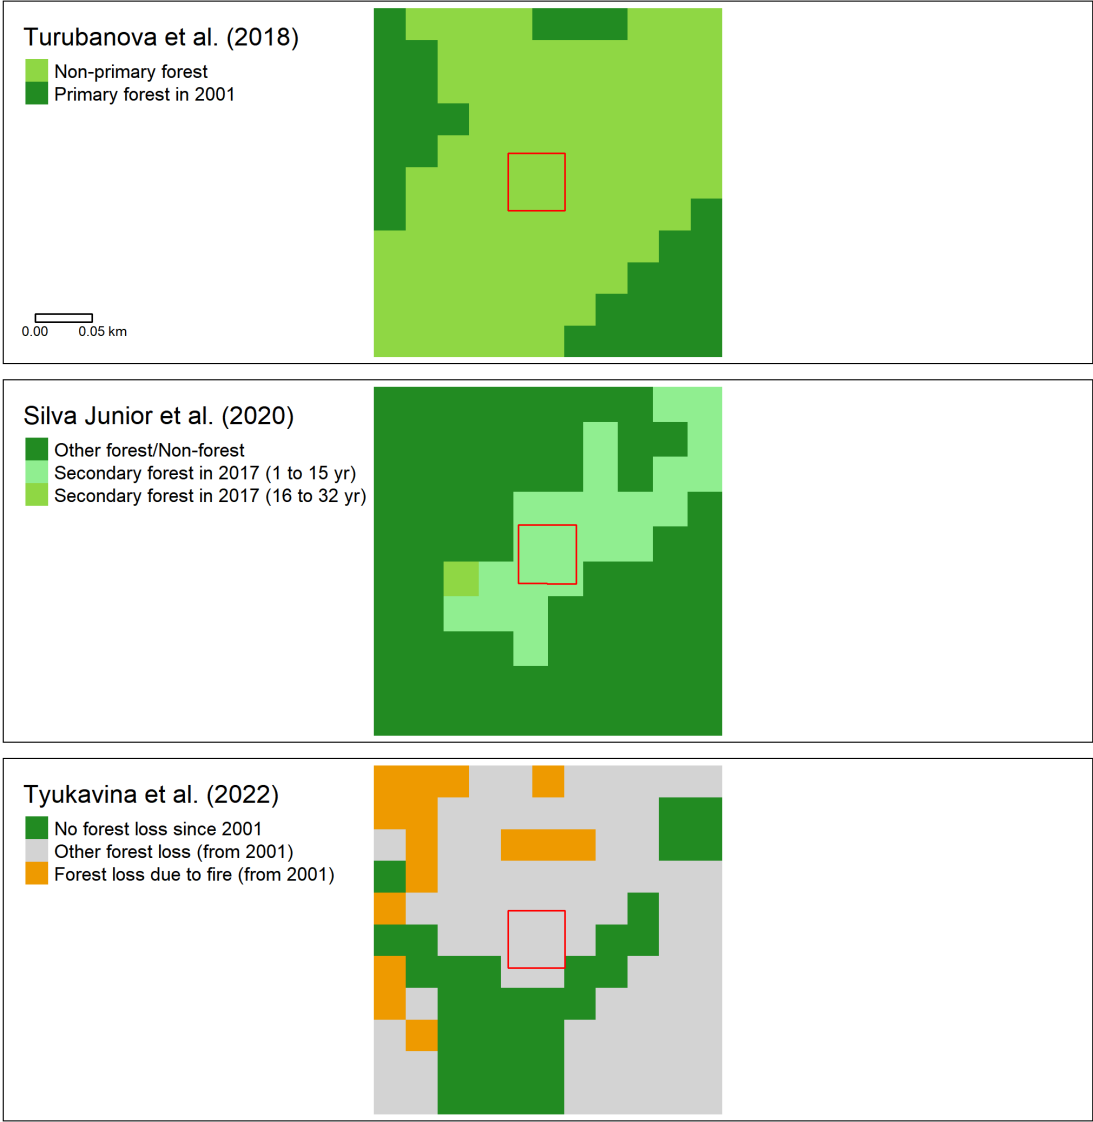 Turubanova et al. (2018)
Non-primary forest
Primary forest in 2001
0.00 0.05 km
Silva Junior et al. (2020)
Other forest/Non-forest
Secondary forest in 2017 (1 to 15 yr)
Secondary forest in 2017 (16 to 32 yr)
Tyukavina et al. (2022)
No forest loss since 2001
Other forest loss (from 2001)
Forest loss due to fire (from 2001)